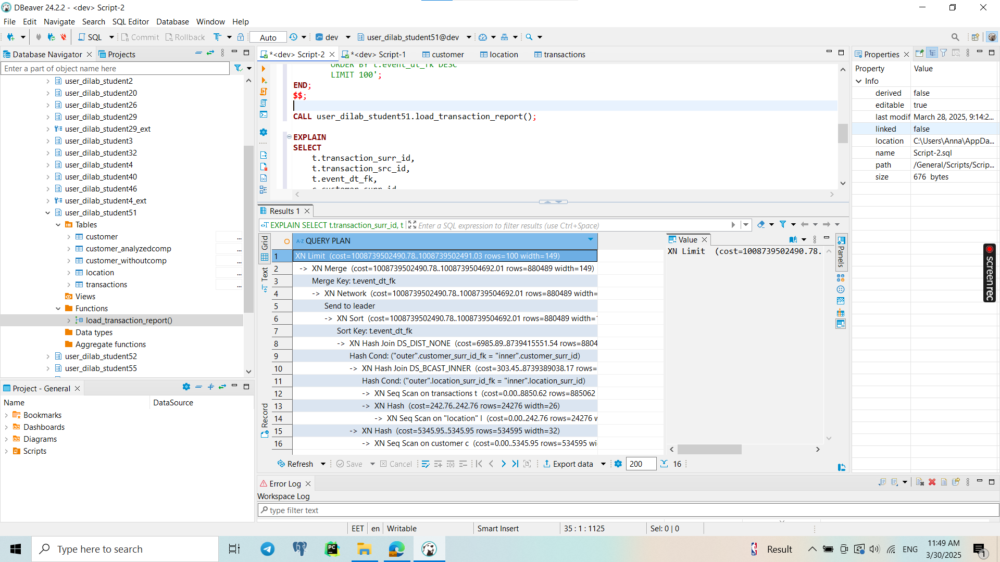 DBeaver 24.2.2 - <dev> Script-2
File Edit Navigate Search SQL Editor Database Window Help
SQL Commit Rollback Auto dev user_dilab_student51@dev
Database Navigator Projects
Enter a part of object name here
user_dilab_student2
user_dilab_student20
user_dilab_student26
user_dilab_student29
user_dilab_student29_ext
user_dilab_student3
user_dilab_student32
user_dilab_student4
user_dilab_student40
user_dilab_student46
user_dilab_student4_ext
user_dilab_student51
Tables
customer ...
customer_analyzedcomp ...
customer_withoutcomp ...
location ...
transactions ...
Views
Functions
load_transaction_report()
Data types
Aggregate functions
user_dilab_student52
user_dilab_student55
Project - General
Name DataSource
Bookmarks
Dashboards
Diagrams
Scripts
*<dev> Script-2 *<dev> Script-1 customer location transactions
ORDER BY t.event_dt_fk DESC
LIMIT 100';
END;
$$;
CALL user_dilab_student51.load_transaction_report();
EXPLAIN
SELECT
t.transaction_surr_id,
t.transaction_src_id,
t.event_dt_fk,
c.customer_surr_id
Results 1
EXPLAIN SELECT t.transaction_surr_id, t Enter a SQL expression to filter results (use Ctrl+Space)
Grid
Text
Record
A-Z QUERY PLAN
1 XN Limit (cost=1008739502490.78..1008739502491.03 rows=100 width=149)
2 -> XN Merge (cost=1008739502490.78..1008739504692.01 rows=880489 width=149)
3 Merge Key: t.event_dt_fk
4 -> XN Network (cost=1008739502490.78..1008739504692.01 rows=880489 width=
5 Send to leader
6 -> XN Sort (cost=1008739502490.78..1008739504692.01 rows=880489 width=
7 Sort Key: t.event_dt_fk
8 -> XN Hash Join DS_DIST_NONE (cost=6985.89..8739415551.54 rows=8804
9 Hash Cond: ("outer".customer_surr_id_fk = "inner".customer_surr_id)
10 -> XN Hash Join DS_BCAST_INNER (cost=303.45..8739389038.17 rows=
11 Hash Cond: ("outer".location_surr_id_fk = "inner".location_surr_id)
12 -> XN Seq Scan on transactions t (cost=0.00..8850.62 rows=885062
13 -> XN Hash (cost=242.76..242.76 rows=24276 width=26)
14 -> XN Seq Scan on "location" l (cost=0.00..242.76 rows=24276 w
15 -> XN Hash (cost=5345.95..5345.95 rows=534595 width=32)
16 -> XN Seq Scan on customer c (cost=0.00..5345.95 rows=534595 wi
Value
XN Limit (cost=1008739502490.78.
Panels
Refresh Save Cancel Export data 200 16
Error Log
Workspace Log
type filter text
Properties
Property Value
Info
derived false
editable true
last modif March 28, 2025, 9:14:2...
linked false
location C:\Users\Anna\AppDa...
name Script-2.sql
path /General/Scripts/Scrip...
size 676 bytes
screenrec
EET en Writable Smart Insert 35 : 1 : 1125 Sel: 0 | 0
Type here to search
PC
Result
ENG
11:49 AM
3/30/2025
1